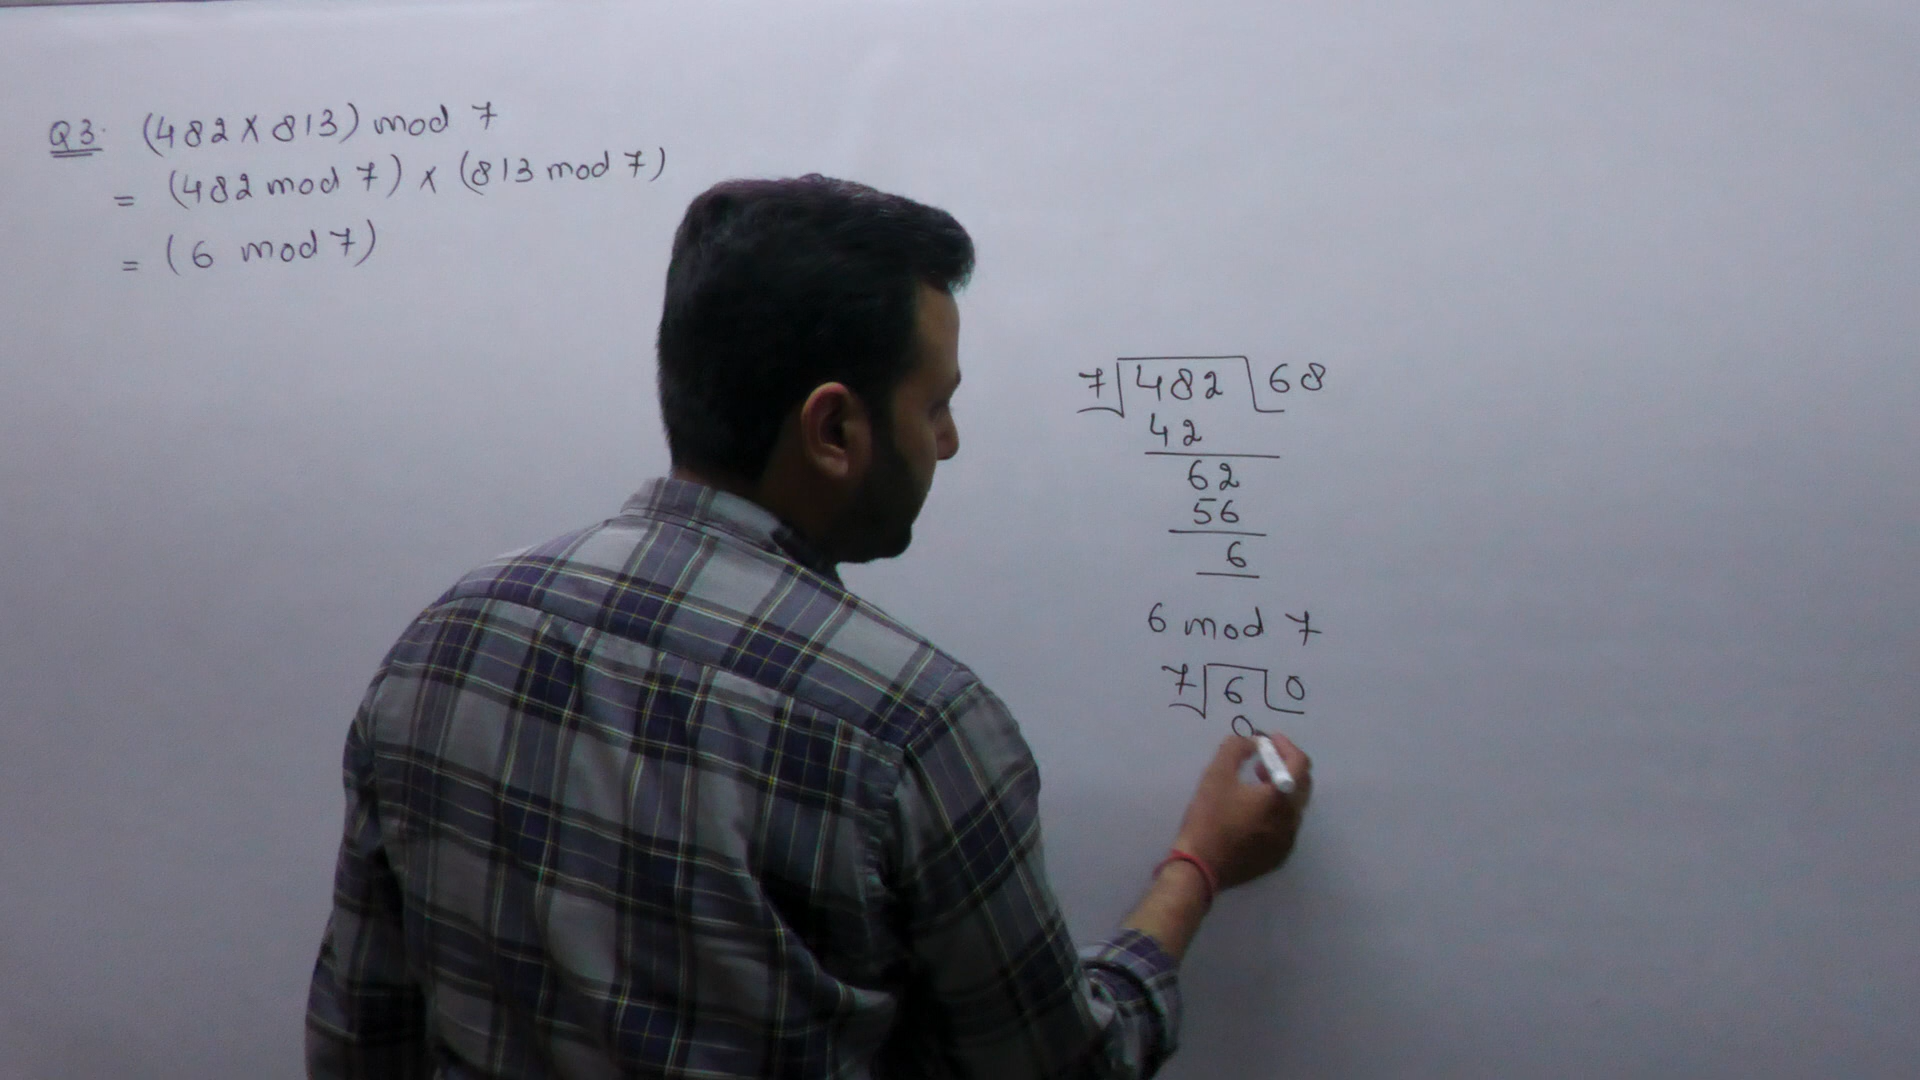 Q3. (482 X 813) mod 7
= (482 mod 7) x (813 mod 7)
= (6 mod 7)
7 482 68
42
62
56
6
6 mod 7
7 6 0
0